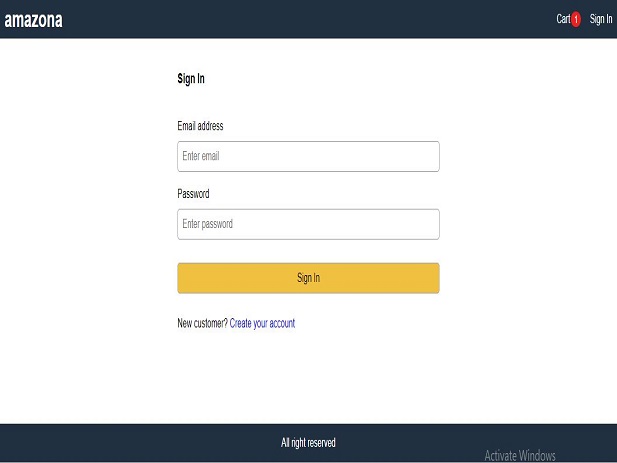 amazona
Cart 1 Sign In
Sign In
Email address
Enter email
Password
Enter password
Sign In
New customer? Create your account
All right reserved
Activate Windows